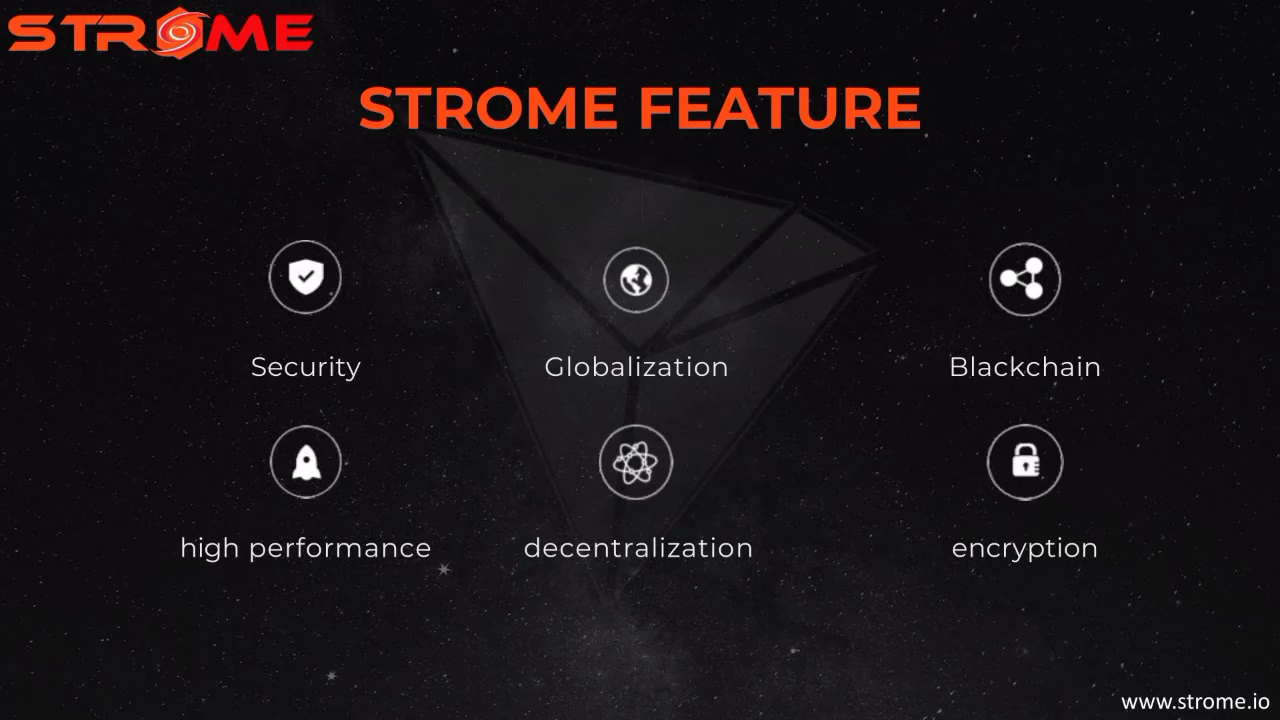 STROME
STROME FEATURE
Security
Globalization
Blackchain
high performance
decentralization
encryption
www.strome.io